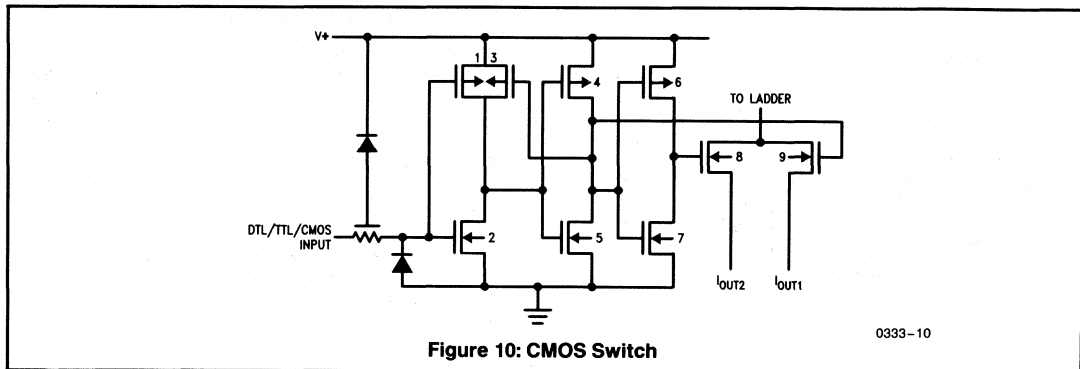 V+
1 3
4
6
TO LADDER
8
9
DTL/TTL/CMOS
INPUT
2
5
7
IOUT2
IOUT1
0333-10
Figure 10: CMOS Switch